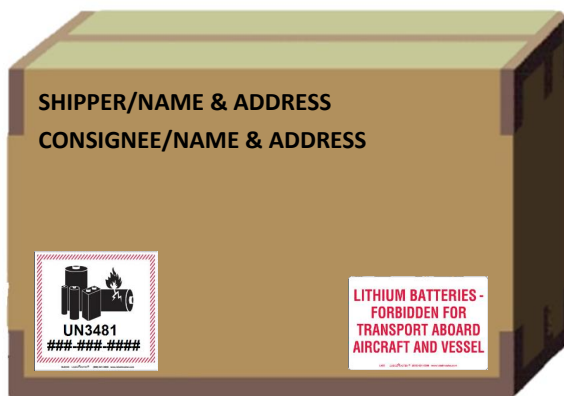 SHIPPER/NAME & ADDRESS
CONSIGNEE/NAME & ADDRESS
UN3481
###-###-####
LITHIUM BATTERIES -
FORBIDDEN FOR
TRANSPORT ABOARD
AIRCRAFT AND VESSEL